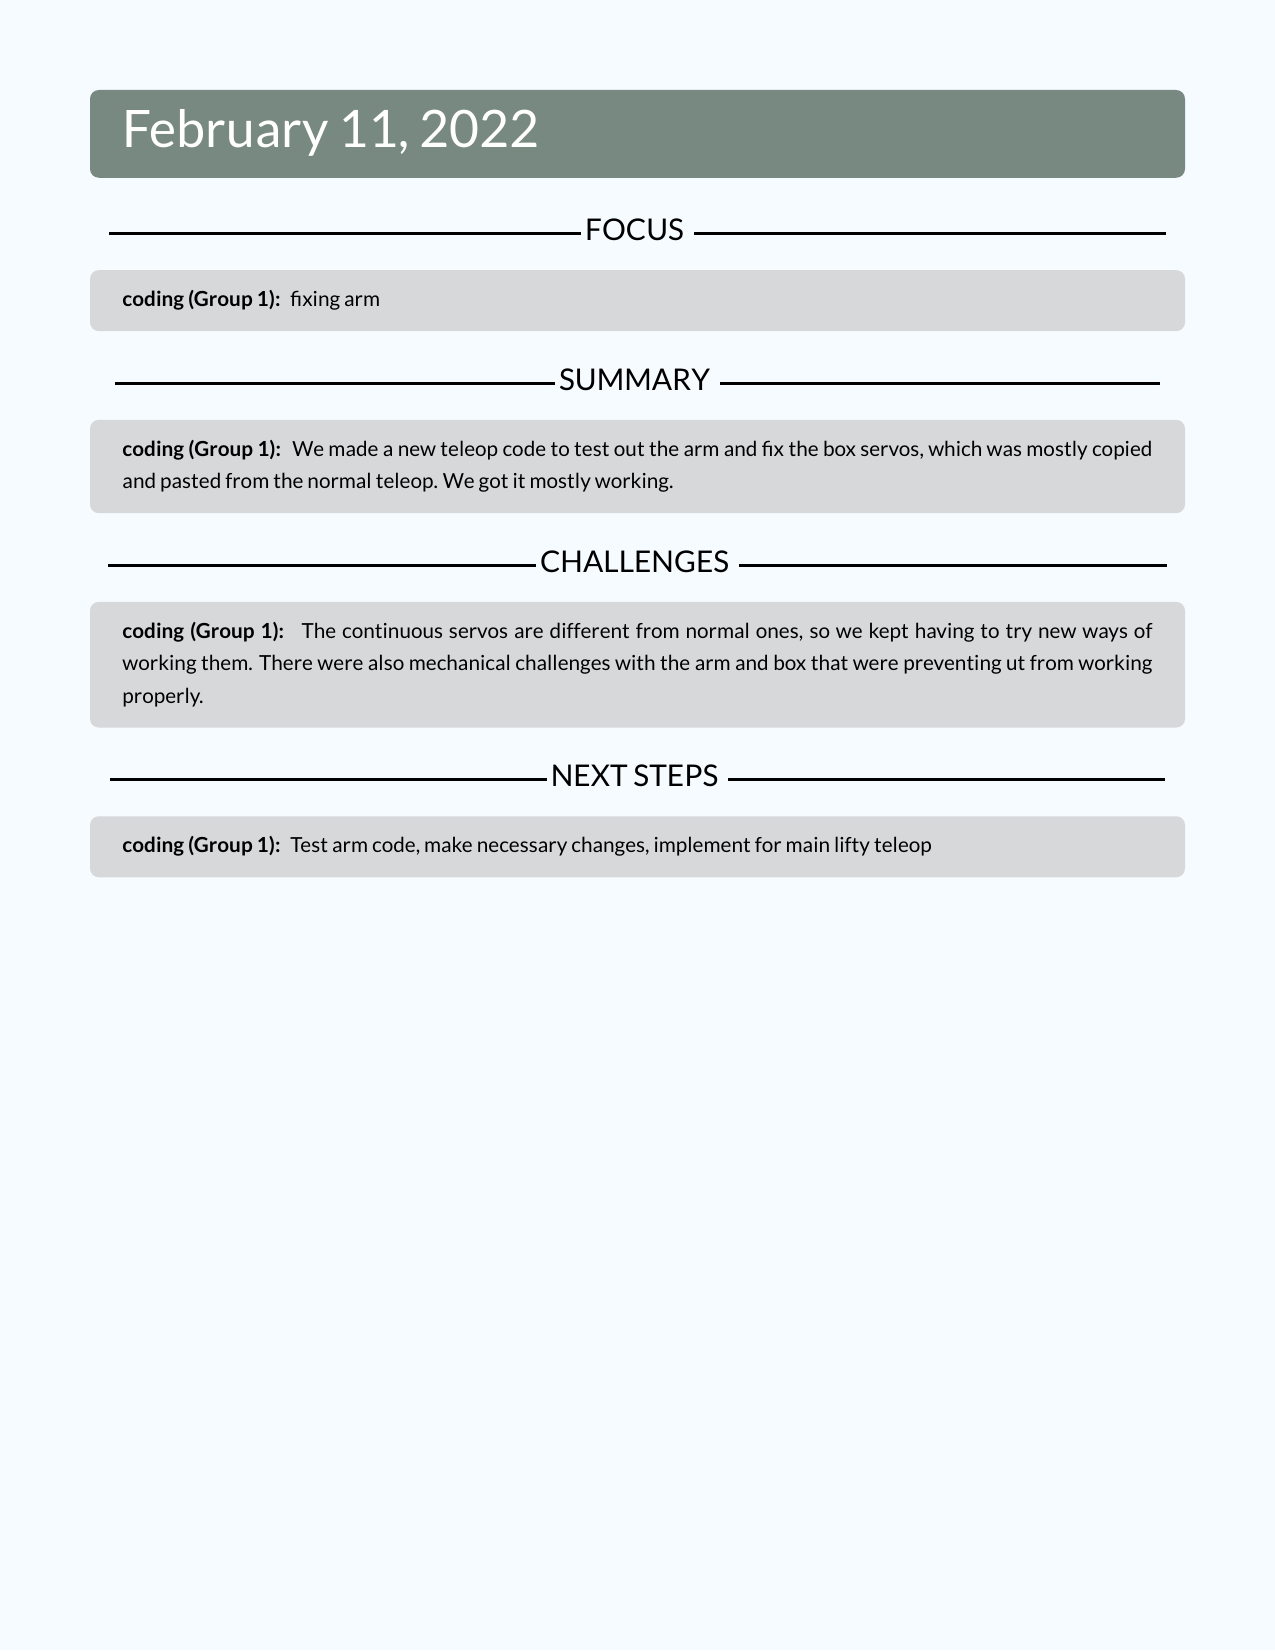 February 11, 2022
FOCUS
coding (Group 1): fixing arm
SUMMARY
coding (Group 1): We made a new teleop code to test out the arm and fix the box servos, which was mostly copied
and pasted from the normal teleop. We got it mostly working.
CHALLENGES
coding (Group 1): The continuous servos are different from normal ones, so we kept having to try new ways of
working them. There were also mechanical challenges with the arm and box that were preventing ut from working
properly.
NEXT STEPS
coding (Group 1): Test arm code, make necessary changes, implement for main lifty teleop